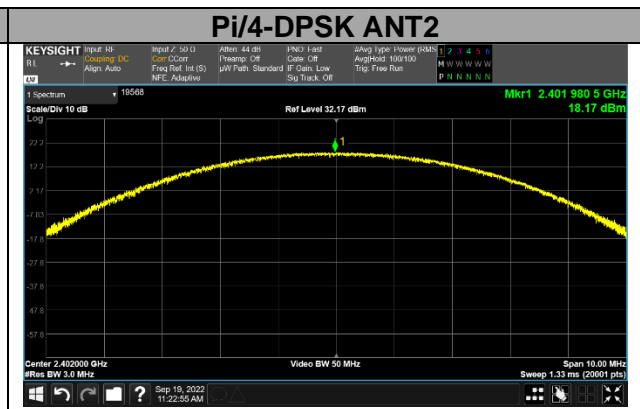 Pi/4-DPSK ANT2
KEYSIGHT Input: RF Input Z: 50 Ω Atten: 44 dB PNO: Fast #Avg Type: Power (RMS 1 2 3 4 5 6
R L Coupling: DC Corr CCorr Preamp: Off Gate: Off Avg|Hold: 100/100 M W W W W W
Align: Auto Freq Ref: Int (S) µW Path: Standard IF Gain: Low Trig: Free Run
LXI NFE: Adaptive Sig Track: Off P N N N N N
1 Spectrum 19568 Mkr1 2.401 980 5 GHz
Scale/Div 10 dB Ref Level 32.17 dBm 18.17 dBm
Log
22.2
1
12.2
2.17
-7.83
-17.8
-27.8
-37.8
-47.8
-57.8
Center 2.402000 GHz Video BW 50 MHz Span 10.00 MHz
#Res BW 3.0 MHz Sweep 1.33 ms (20001 pts)
? Sep 19, 2022
11:22:55 AM